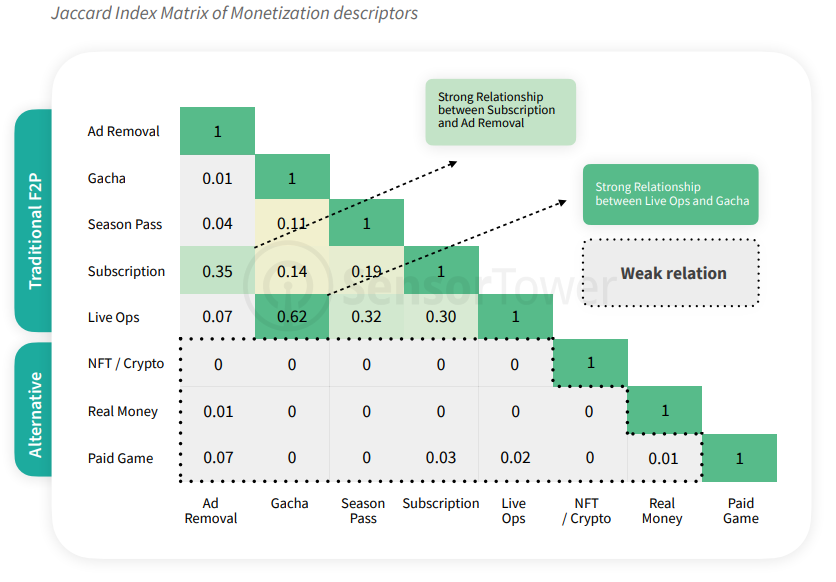 Jaccard Index Matrix of Monetization descriptors
Strong Relationship
between Subscription
and Ad Removal
Strong Relationship
between Live Ops and Gacha
Weak relation
Traditional F2P
Alternative
Ad Removal 1
Gacha 0.01 1
Season Pass 0.04 0.11 1
Subscription 0.35 0.14 0.19 1
Live Ops 0.07 0.62 0.32 0.30 1
NFT / Crypto 0 0 0 0 0 1
Real Money 0.01 0 0 0 0 0 1
Paid Game 0.07 0 0 0.03 0.02 0 0.01 1
SensorTower
Ad
Removal
Gacha
Season
Pass
Subscription
Live
Ops
NFT
/ Crypto
Real
Money
Paid
Game